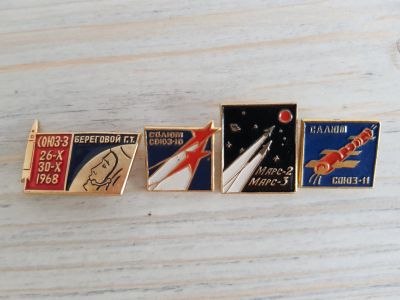 СОЮЗ-3
26-X
30-X
1968
БЕРЕГОВОЙ Г.Т.
САЛЮТ
СОЮЗ-10
МАРС-2
МАРС-3
САЛЮТ
СОЮЗ-11